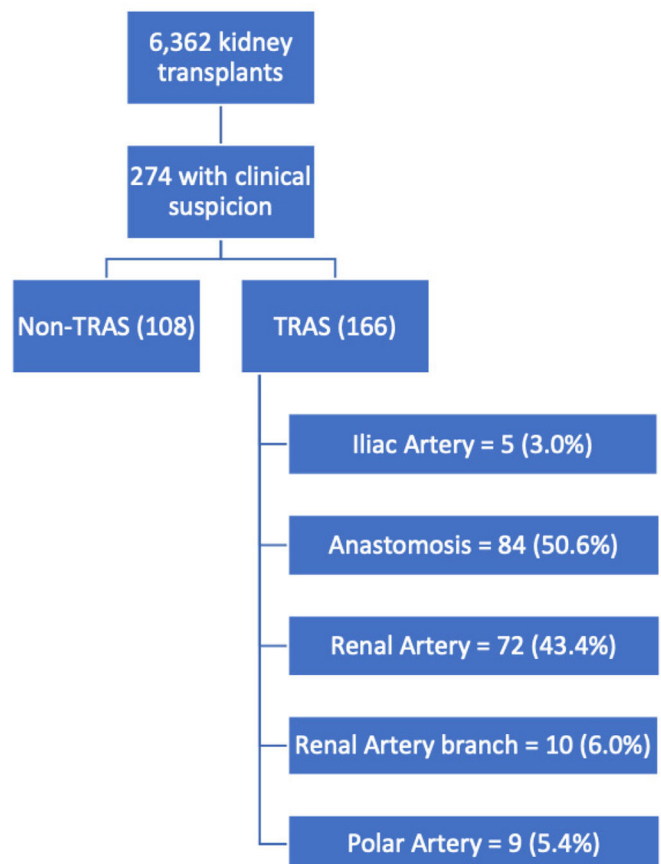 6,362 kidney
transplants
274 with clinical
suspicion
Non-TRAS (108)
TRAS (166)
Iliac Artery = 5 (3.0%)
Anastomosis = 84 (50.6%)
Renal Artery = 72 (43.4%)
Renal Artery branch = 10 (6.0%)
Polar Artery = 9 (5.4%)